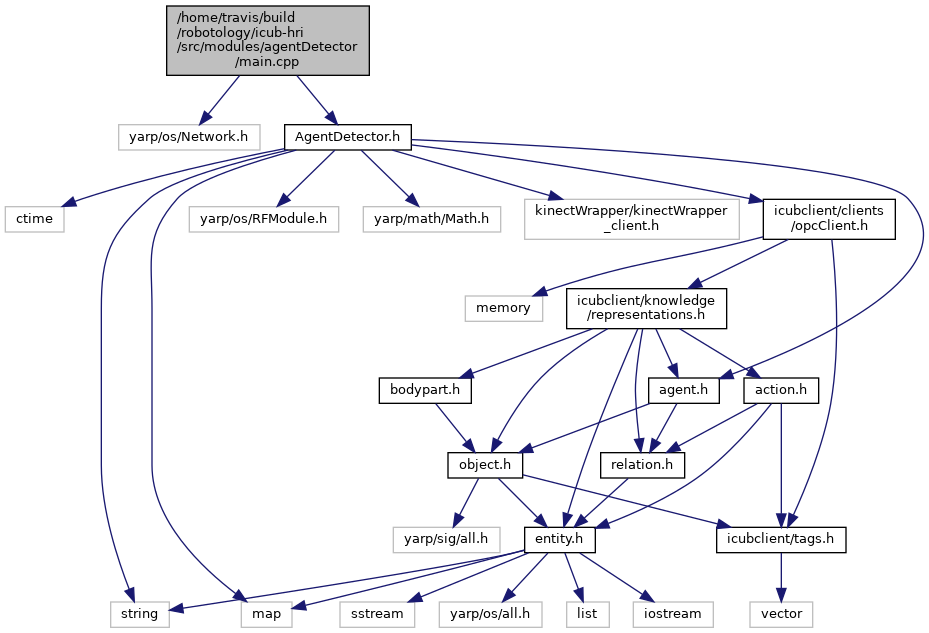 /home/travis/build
/robotology/icub-hri
/src/modules/agentDetector
/main.cpp
yarp/os/Network.h
AgentDetector.h
ctime
yarp/os/RFModule.h
yarp/math/Math.h
kinectWrapper/kinectWrapper
_client.h
icubclient/clients
/opcClient.h
memory
icubclient/knowledge
/representations.h
bodypart.h
agent.h
action.h
object.h
relation.h
yarp/sig/all.h
entity.h
icubclient/tags.h
string
map
sstream
yarp/os/all.h
list
iostream
vector